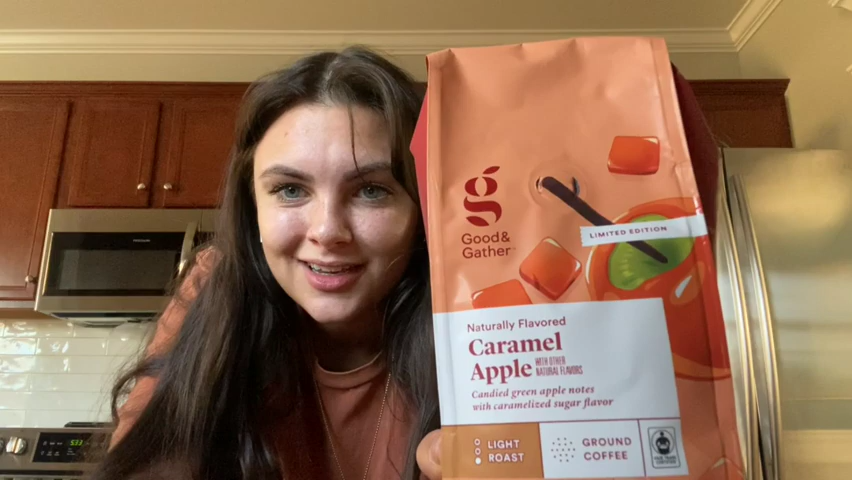 g
Good &
Gather
LIMITED EDITION
Naturally Flavored
Caramel
Apple WITH OTHER
NATURAL FLAVORS
Candied green apple notes
with caramelized sugar flavor
LIGHT
ROAST
GROUND
COFFEE